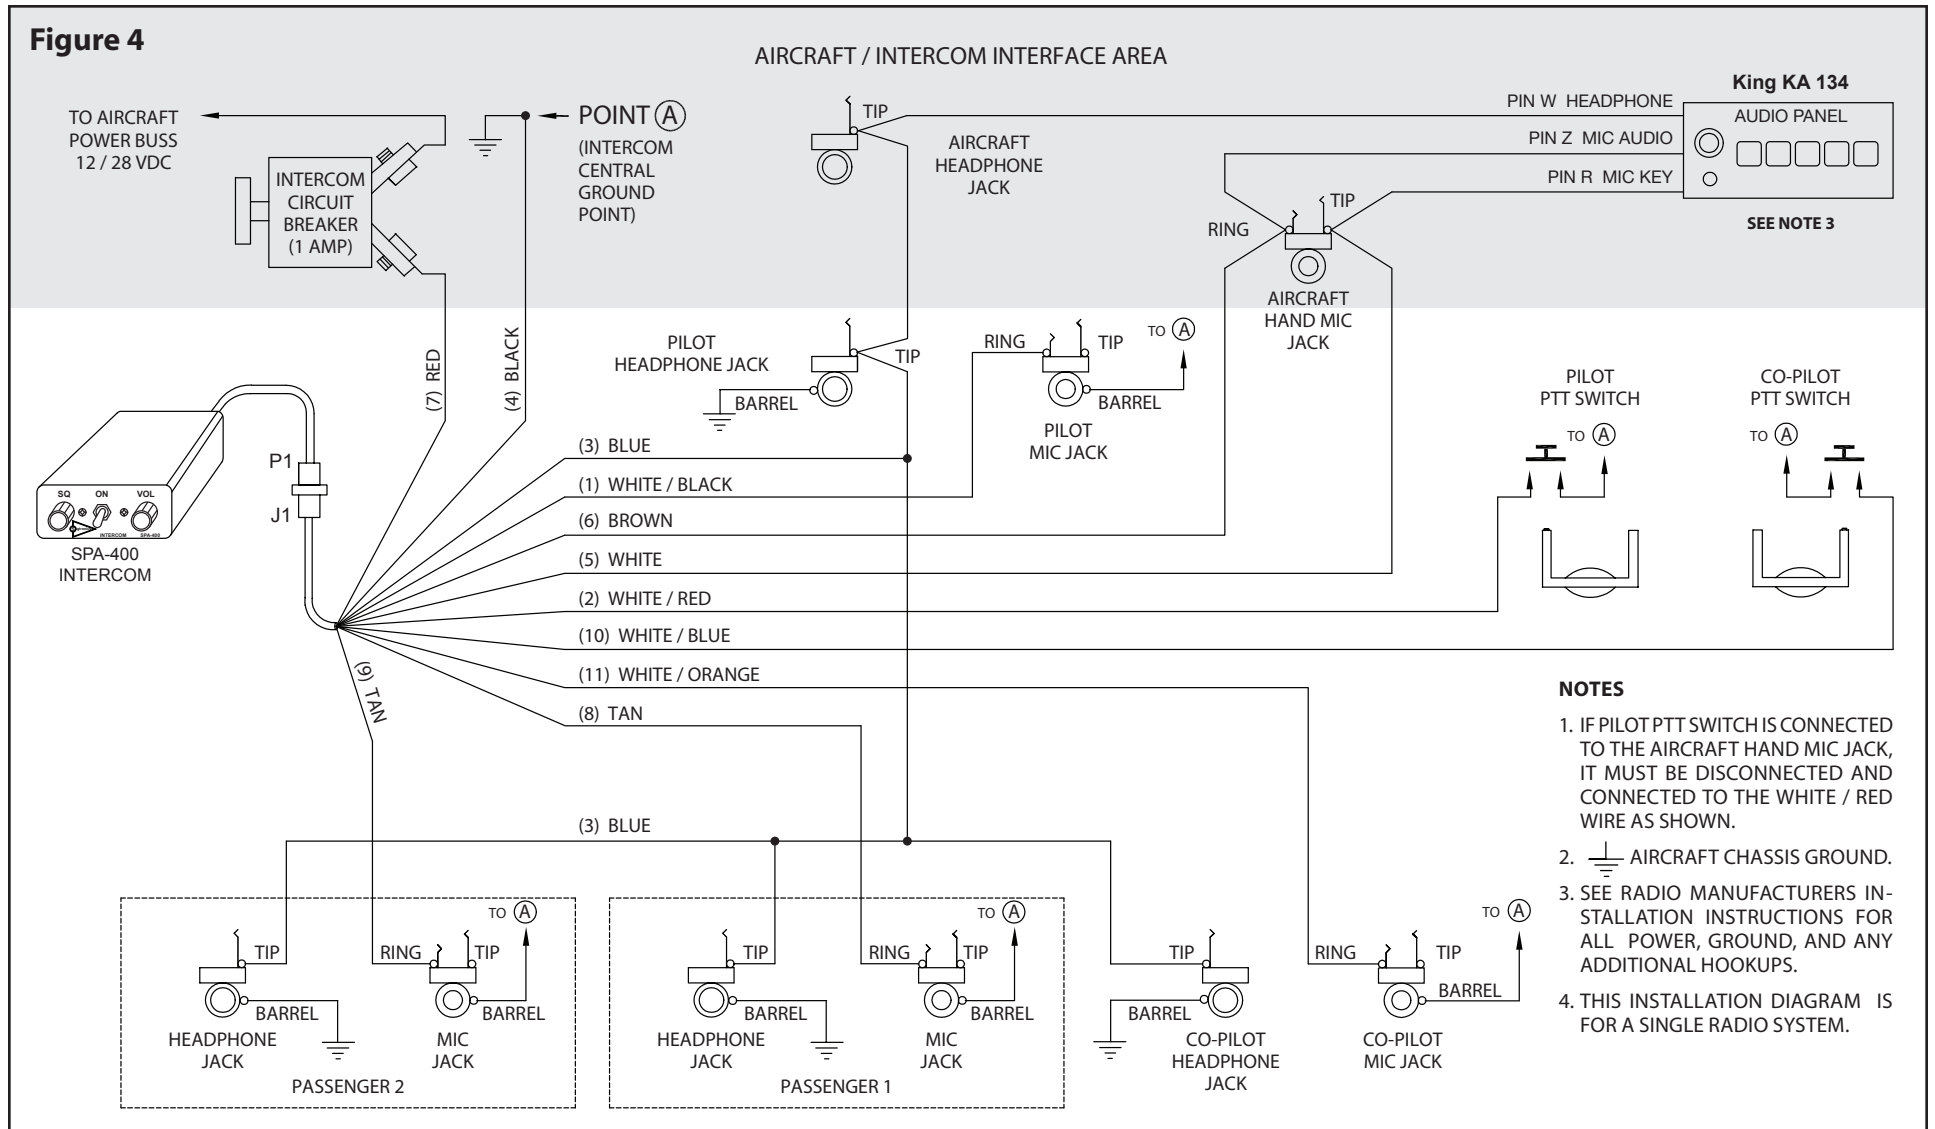 Figure 4
AIRCRAFT / INTERCOM INTERFACE AREA
TO AIRCRAFT
POWER BUSS
12 / 28 VDC
INTERCOM
CIRCUIT
BREAKER
(1 AMP)
POINT A
(INTERCOM
CENTRAL
GROUND
POINT)
TIP
AIRCRAFT
HEADPHONE
JACK
PIN W HEADPHONE
PIN Z MIC AUDIO
PIN R MIC KEY
King KA 134
AUDIO PANEL
SEE NOTE 3
RING
TIP
AIRCRAFT
HAND MIC
JACK
(7) RED
(4) BLACK
PILOT
HEADPHONE JACK
TIP
BARREL
RING
TIP
TO A
BARREL
PILOT
MIC JACK
PILOT
PTT SWITCH
TO A
CO-PILOT
PTT SWITCH
TO A
P1
J1
SQ
ON
VOL
INTERCOM
SPA-400
SPA-400
INTERCOM
(3) BLUE
(1) WHITE / BLACK
(6) BROWN
(5) WHITE
(2) WHITE / RED
(10) WHITE / BLUE
(11) WHITE / ORANGE
(8) TAN
(9) TAN
(3) BLUE
TIP
BARREL
HEADPHONE
JACK
RING
TIP
TO A
BARREL
MIC
JACK
PASSENGER 2
TIP
BARREL
HEADPHONE
JACK
RING
TIP
TO A
BARREL
MIC
JACK
PASSENGER 1
TIP
BARREL
CO-PILOT
HEADPHONE
JACK
RING
TIP
TO A
BARREL
CO-PILOT
MIC JACK
NOTES
1. IF PILOT PTT SWITCH IS CONNECTED
TO THE AIRCRAFT HAND MIC JACK,
IT MUST BE DISCONNECTED AND
CONNECTED TO THE WHITE / RED
WIRE AS SHOWN.
2. AIRCRAFT CHASSIS GROUND.
3. SEE RADIO MANUFACTURERS IN-
STALLATION INSTRUCTIONS FOR
ALL POWER, GROUND, AND ANY
ADDITIONAL HOOKUPS.
4. THIS INSTALLATION DIAGRAM IS
FOR A SINGLE RADIO SYSTEM.